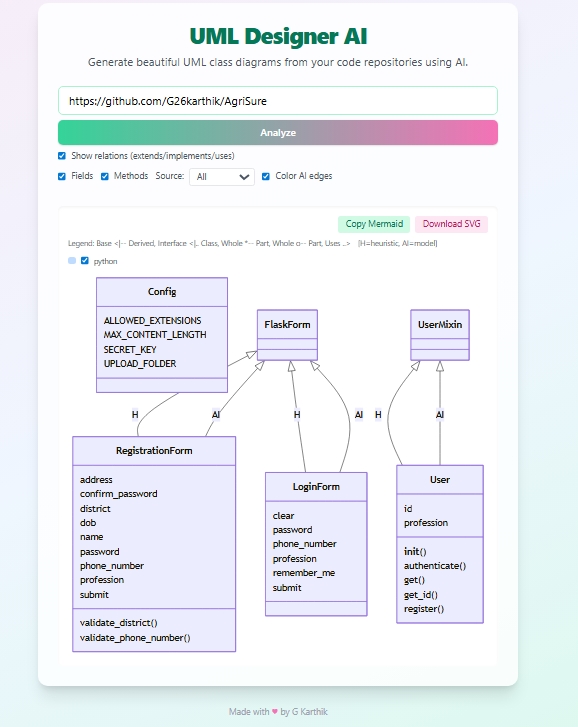 UML Designer AI
Generate beautiful UML class diagrams from your code repositories using AI.
https://github.com/G26karthik/AgriSure
Analyze
Show relations (extends/implements/uses)
Fields Methods Source: All Color AI edges
Copy Mermaid Download SVG
Legend: Base <|-- Derived, Interface <|.. Class, Whole *-- Part, Whole o-- Part, Uses ..> [H=heuristic, AI=model]
python
Config
ALLOWED_EXTENSIONS
MAX_CONTENT_LENGTH
SECRET_KEY
UPLOAD_FOLDER
FlaskForm
UserMixin
H AI H AI H AI
RegistrationForm
address
confirm_password
district
dob
name
password
phone_number
profession
submit
validate_district()
validate_phone_number()
LoginForm
clear
password
phone_number
profession
remember_me
submit
User
id
profession
init()
authenticate()
get()
get_id()
register()
Made with ♥ by G Karthik